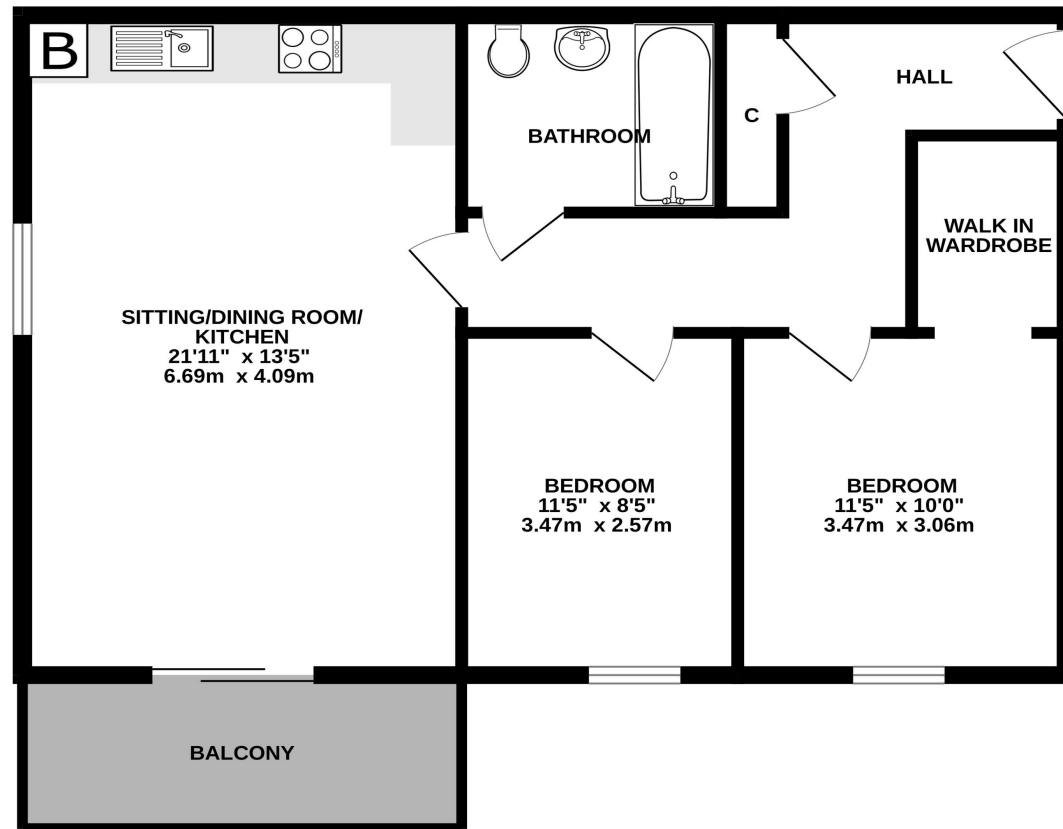 B
HALL
C
BATHROOM
WALK IN
WARDROBE
SITTING/DINING ROOM/
KITCHEN
21'11" x 13'5"
6.69m x 4.09m
BEDROOM
11'5" x 8'5"
3.47m x 2.57m
BEDROOM
11'5" x 10'0"
3.47m x 3.06m
BALCONY